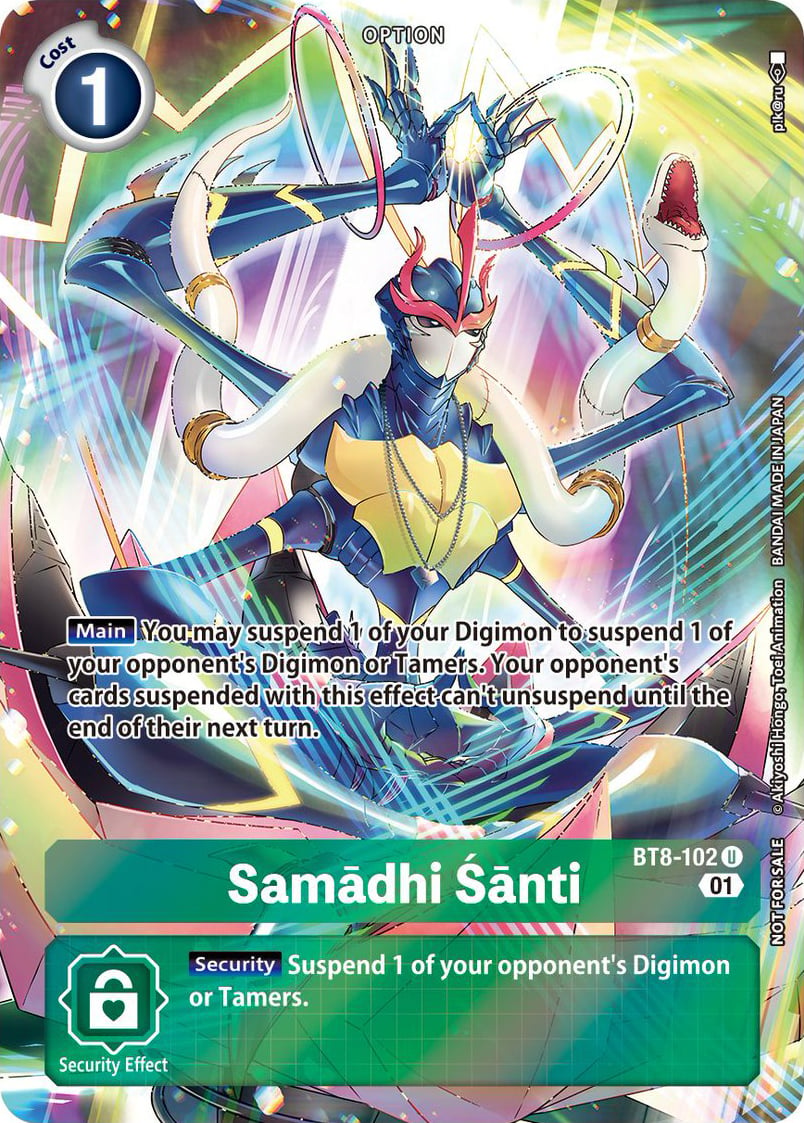 OPTION
Cost
1
p!k@ru
Main You may suspend 1 of your Digimon to suspend 1 of
your opponent's Digimon or Tamers. Your opponent's
cards suspended with this effect can't unsuspend until the
end of their next turn.
© Akiyoshi Hongo, Toei Animation BANDAI MADE IN JAPAN
NOT FOR SALE
BT8-102 U
Samādhi Śānti
01
Security Suspend 1 of your opponent's Digimon
or Tamers.
Security Effect